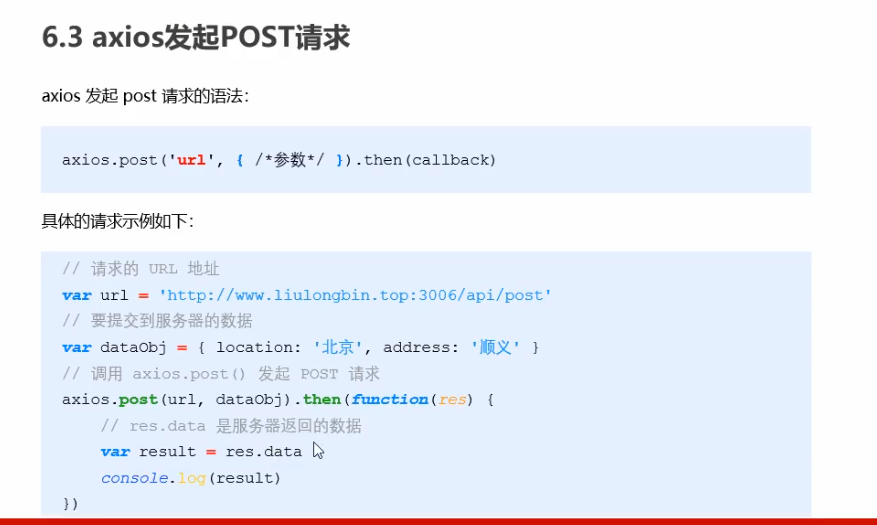 6.3 axios发起POST请求
axios 发起 post 请求的语法：
axios.post('url', { /*参数*/ }).then(callback)
具体的请求示例如下：
// 请求的 URL 地址
var url = 'http://www.liulongbin.top:3006/api/post'
// 要提交到服务器的数据
var dataObj = { location: '北京', address: '顺义' }
// 调用 axios.post() 发起 POST 请求
axios.post(url, dataObj).then(function(res) {
// res.data 是服务器返回的数据
var result = res.data
console.log(result)
})